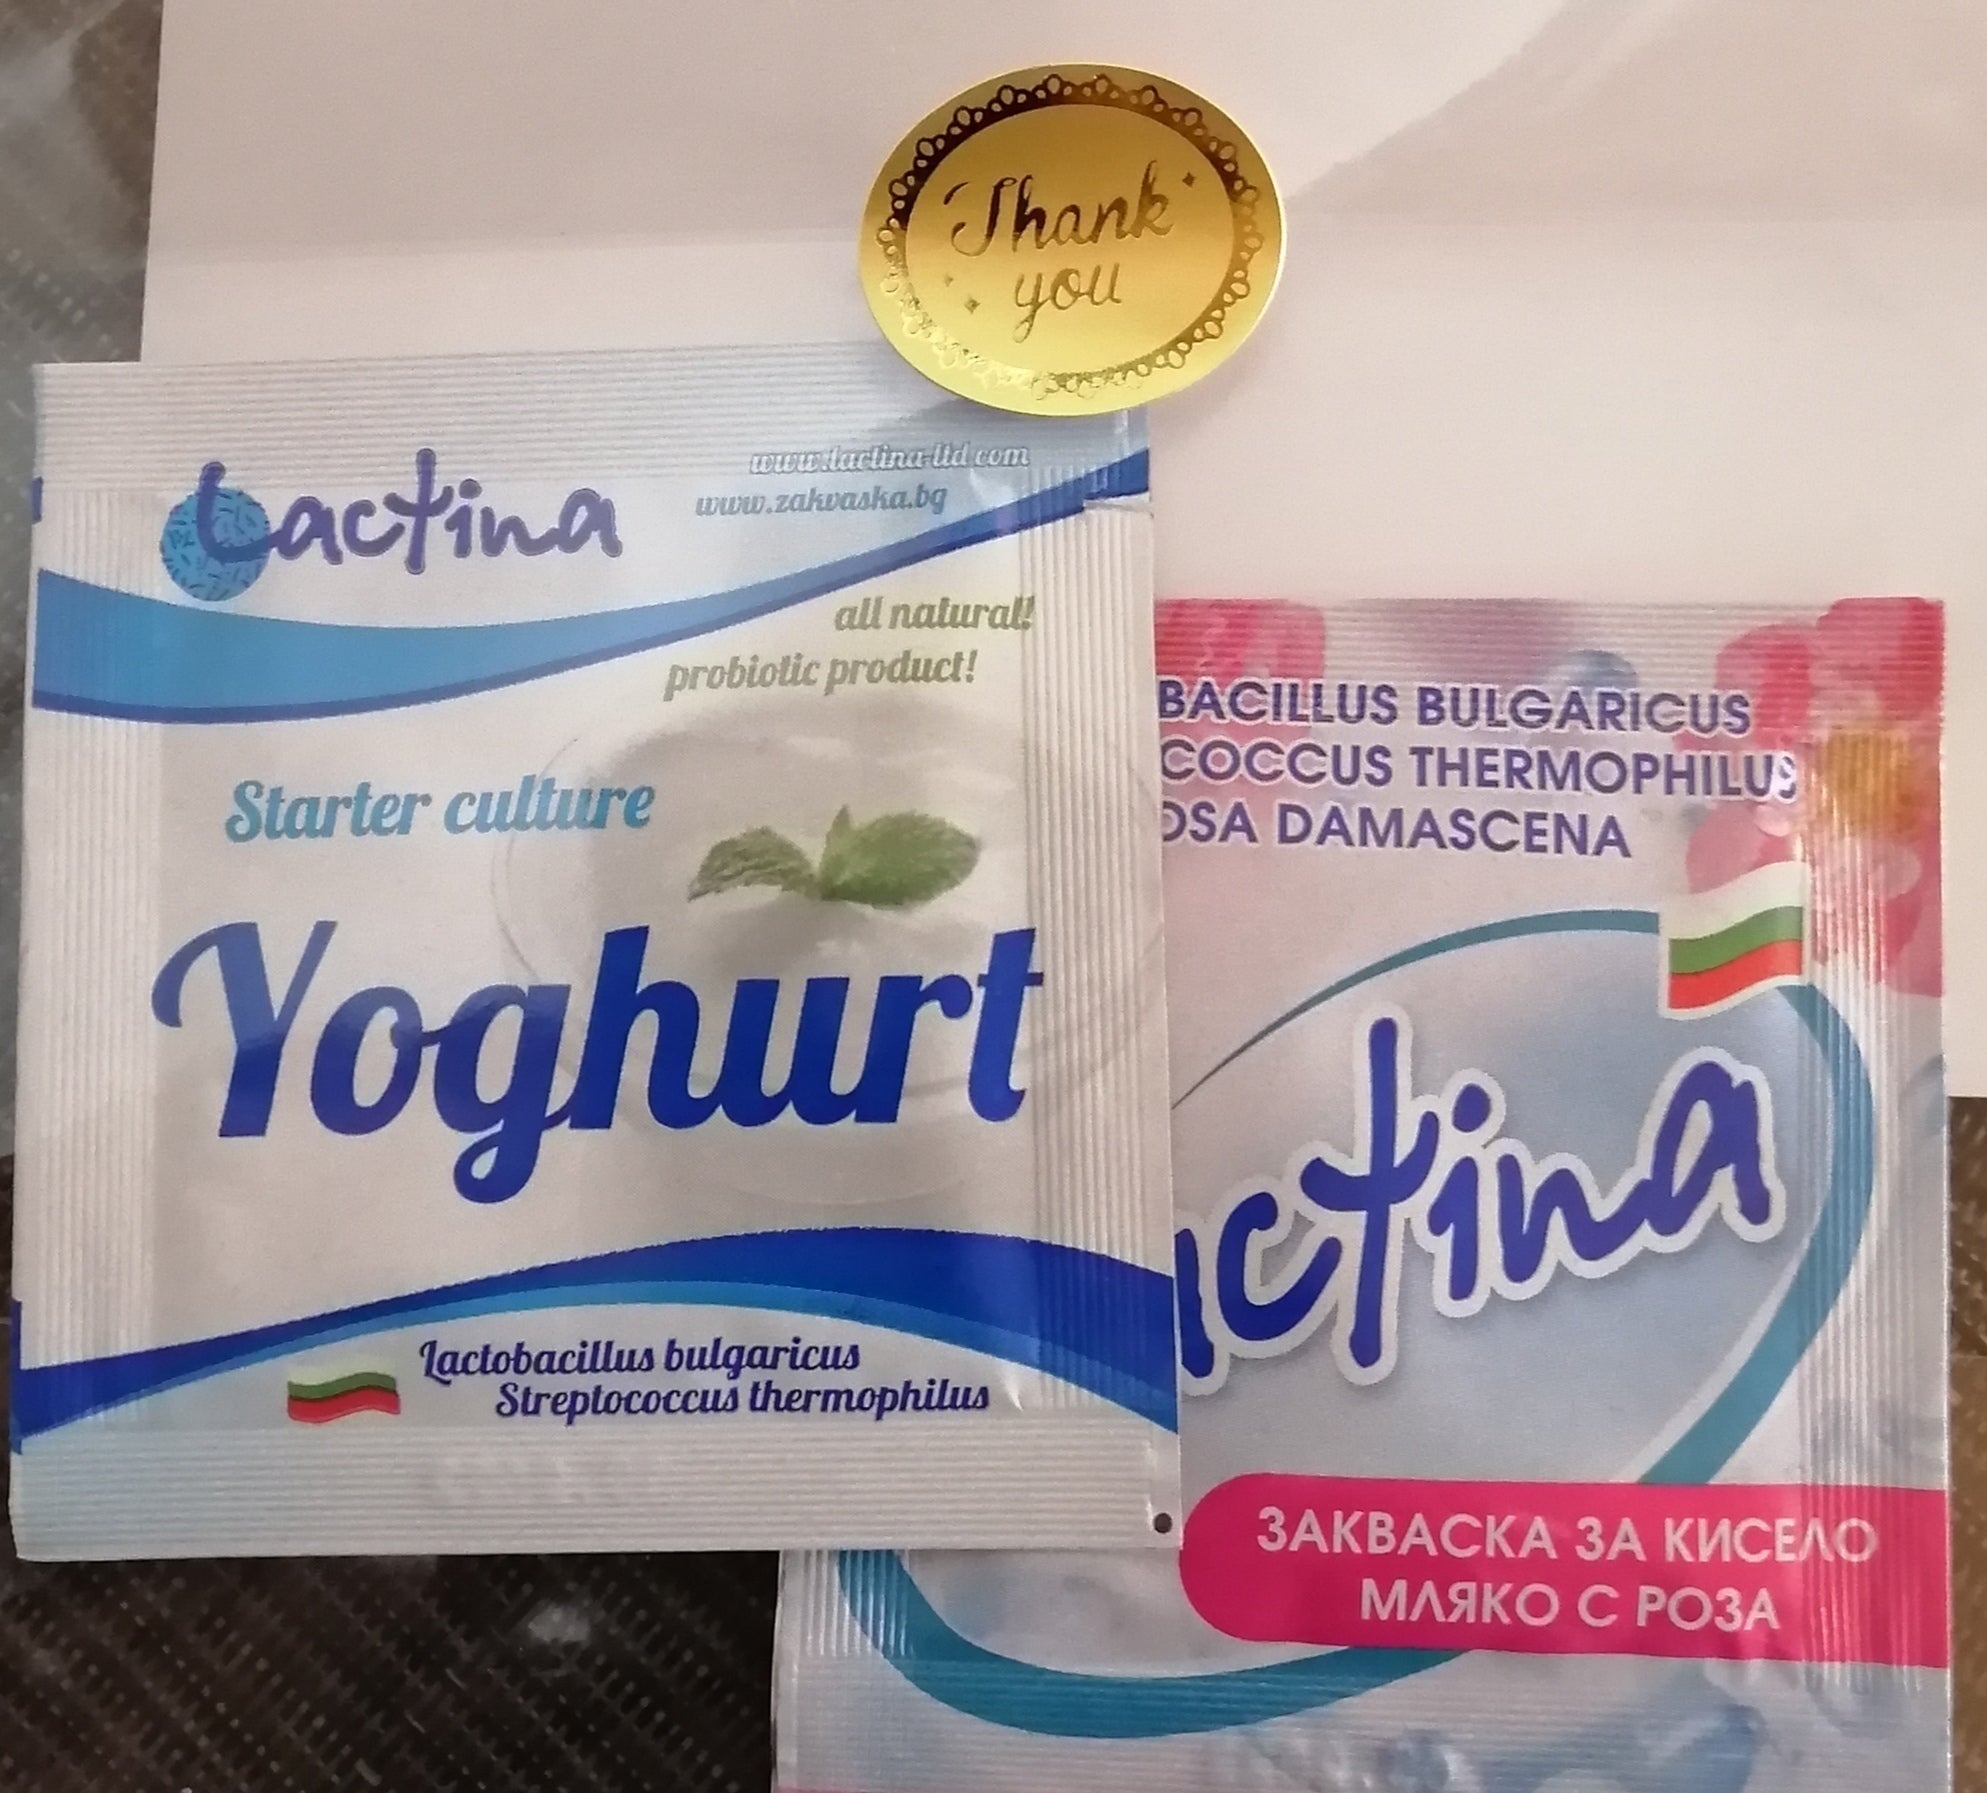 Thank
you
Lactina
www.lactina-ltd.com
www.zakvaska.bg
all natural!
probiotic product!
Starter culture
Yoghurt
Lactobacillus bulgaricus
Streptococcus thermophilus
BACILLUS BULGARICUS
COCCUS THERMOPHILUS
OSA DAMASCENA
actina
ЗАКВАСКА ЗА КИСЕЛО
МЛЯКО С РОЗА